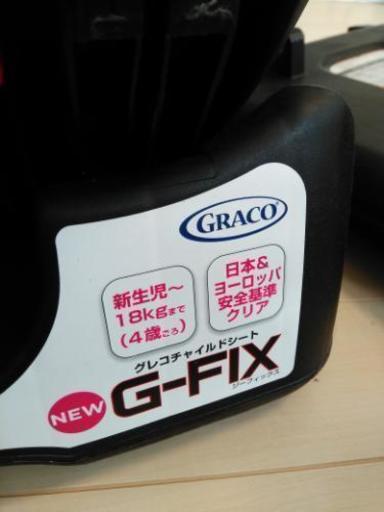 GRACO
新生児~
18kgまで
(4歳ごろ)
日本&
ヨーロッパ
安全基準
クリア
グレコチャイルドシート
NEW
G-FIX
ジーフィックス